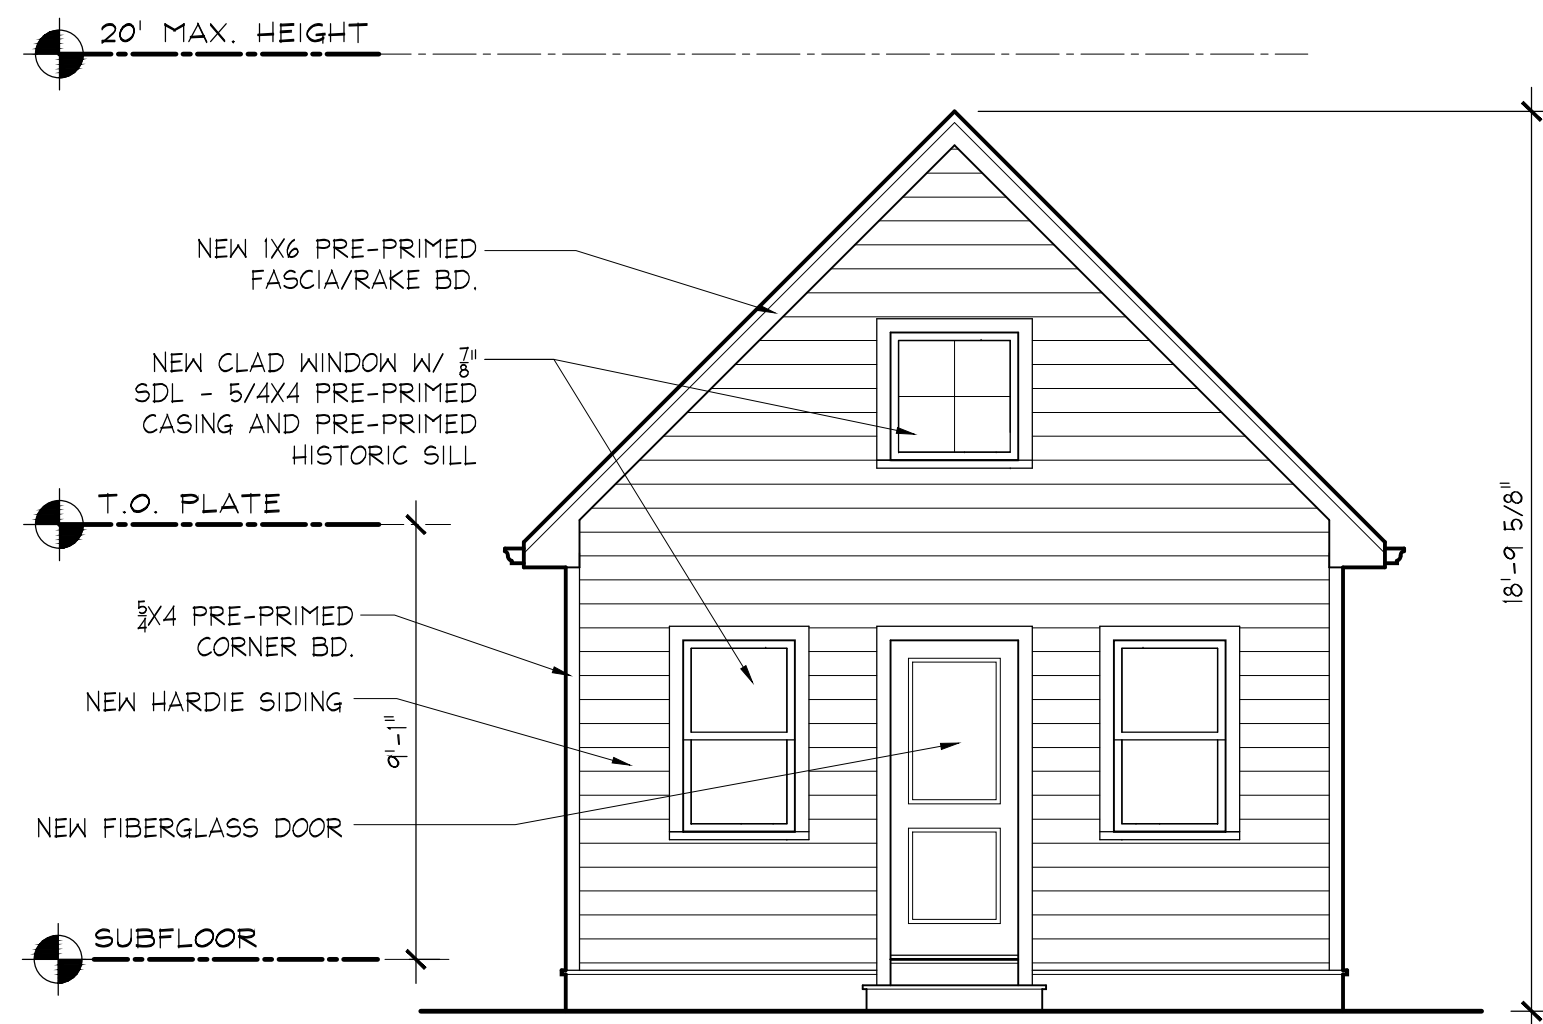 20' MAX. HEIGHT
NEW 1X6 PRE-PRIMED
FASCIA/RAKE BD.
NEW CLAD WINDOW W/ 7/8"
SDL - 5/4X4 PRE-PRIMED
CASING AND PRE-PRIMED
HISTORIC SILL
T.O. PLATE
18'-9 5/8"
5/4X4 PRE-PRIMED
CORNER BD.
NEW HARDIE SIDING
9'-1"
NEW FIBERGLASS DOOR
SUBFLOOR